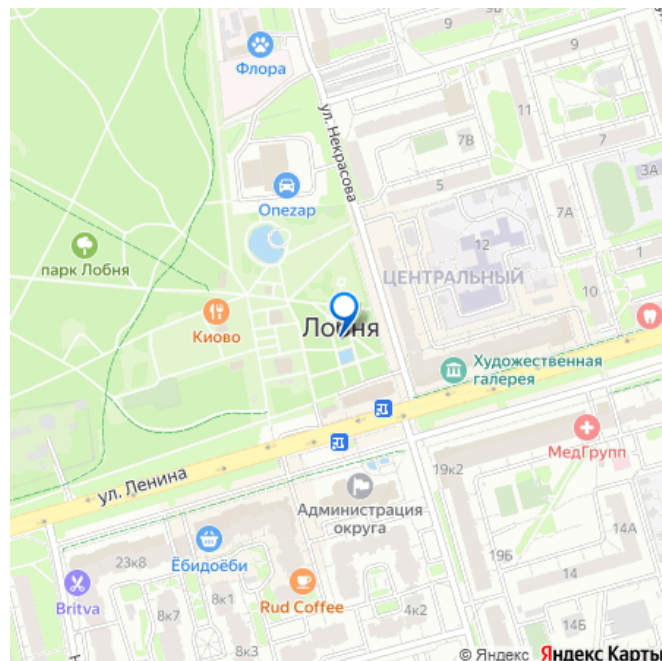 9
9В
9
Флора
ул. Некрасова
11
7В
7
3А
5
Onezap
7А
12
парк Лобня
ЦЕНТРАЛЬНЫЙ
1
10
Киово
Лобня
Художественная
галерея
МедГрупп
19к2
ул. Ленина
Администрация
округа
14А
Ёбидоёби
19Б
23к8
14
Britva
8к1
Rud Coffee
4к2
8к7
14Б
8к3
© Яндекс Яндекс Карты